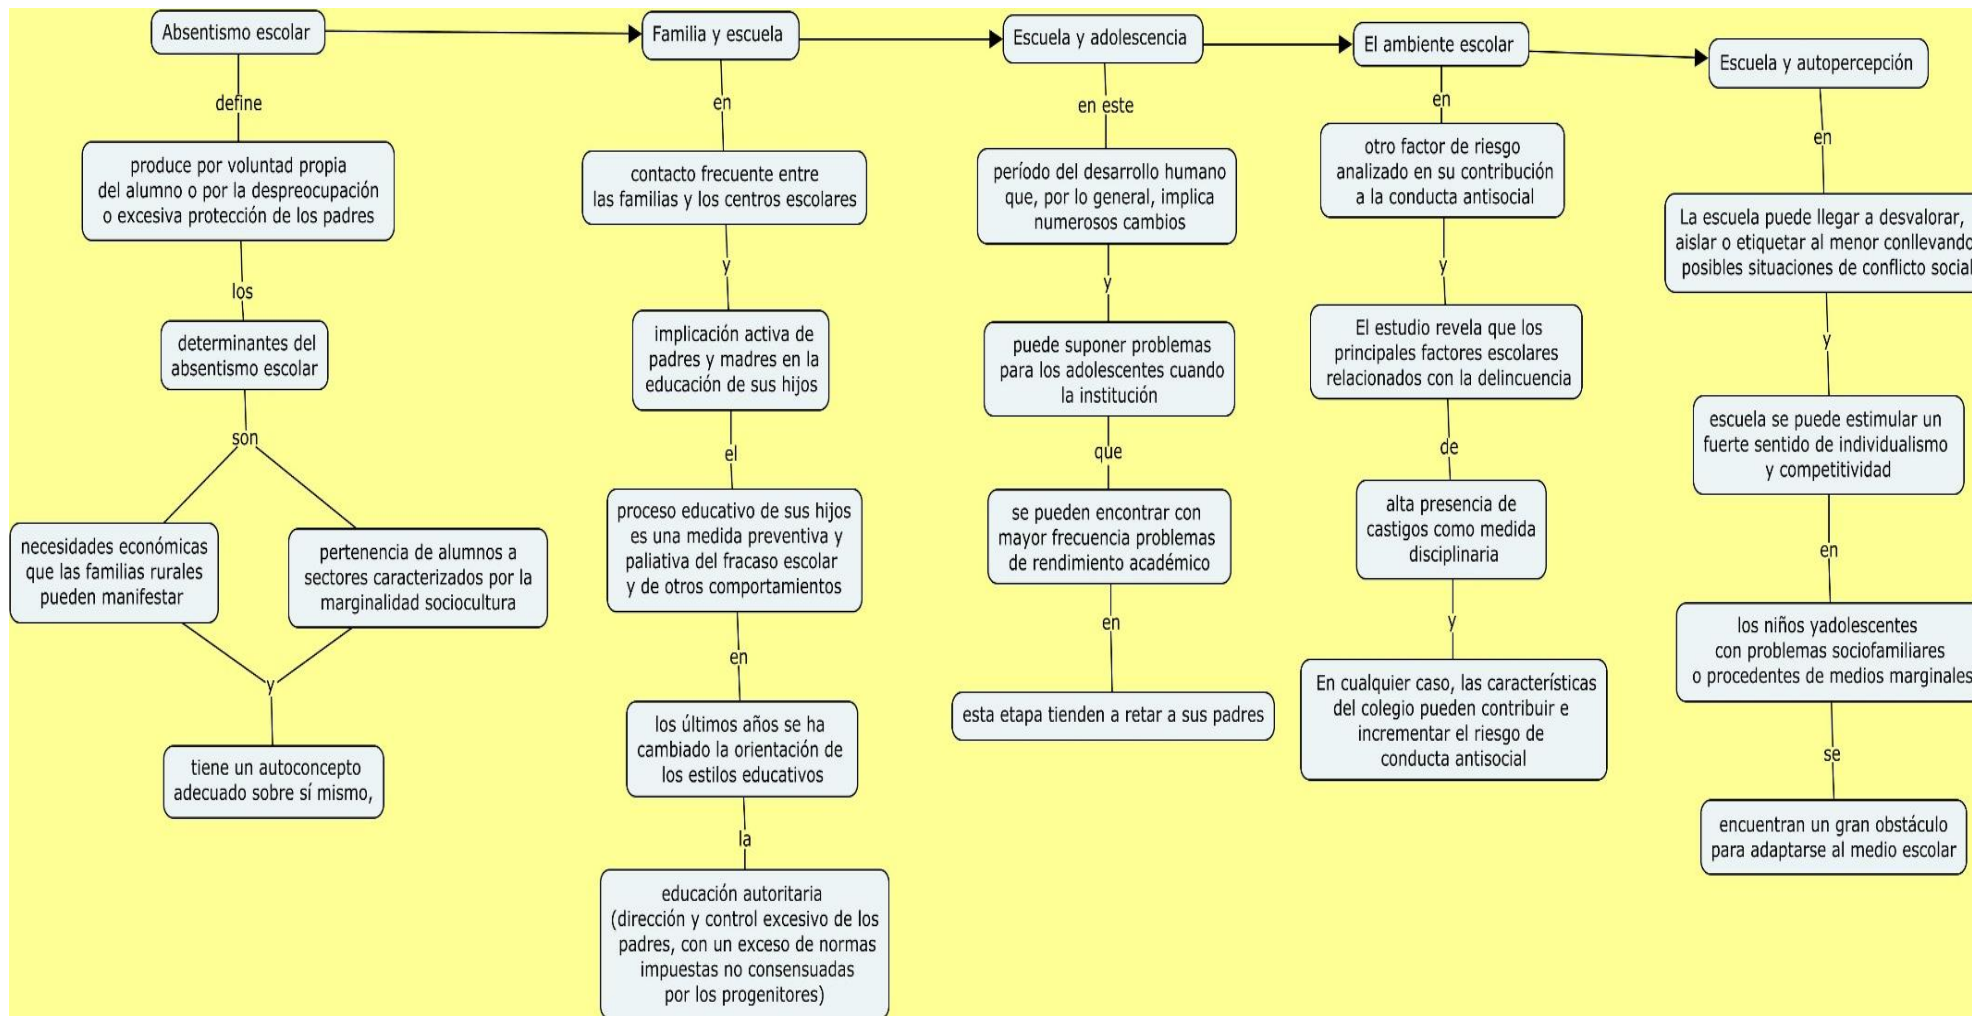 Absentismo escolar
define
produce por voluntad propia
del alumno o por la despreocupación
o excesiva protección de los padres
los
determinantes del
absentismo escolar
son
necesidades económicas
que las familias rurales
pueden manifestar
pertenencia de alumnos a
sectores caracterizados por la
marginalidad sociocultura
y
tiene un autoconcepto
adecuado sobre sí mismo,
Familia y escuela
en
contacto frecuente entre
las familias y los centros escolares
y
implicación activa de
padres y madres en la
educación de sus hijos
el
proceso educativo de sus hijos
es una medida preventiva y
paliativa del fracaso escolar
y de otros comportamientos
en
los últimos años se ha
cambiado la orientación de
los estilos educativos
la
educación autoritaria
(dirección y control excesivo de los
padres, con un exceso de normas
impuestas no consensuadas
por los progenitores)
Escuela y adolescencia
en este
período del desarrollo humano
que, por lo general, implica
numerosos cambios
y
puede suponer problemas
para los adolescentes cuando
la institución
que
se pueden encontrar con
mayor frecuencia problemas
de rendimiento académico
en
esta etapa tienden a retar a sus padres
El ambiente escolar
en
otro factor de riesgo
analizado en su contribución
a la conducta antisocial
y
El estudio revela que los
principales factores escolares
relacionados con la delincuencia
de
alta presencia de
castigos como medida
disciplinaria
y
En cualquier caso, las características
del colegio pueden contribuir e
incrementar el riesgo de
conducta antisocial
Escuela y autopercepción
en
La escuela puede llegar a desvalorar,
aislar o etiquetar al menor conllevando
posibles situaciones de conflicto social
y
escuela se puede estimular un
fuerte sentido de individualismo
y competitividad
en
los niños yadolescentes
con problemas sociofamiliares
o procedentes de medios marginales
se
encuentran un gran obstáculo
para adaptarse al medio escolar